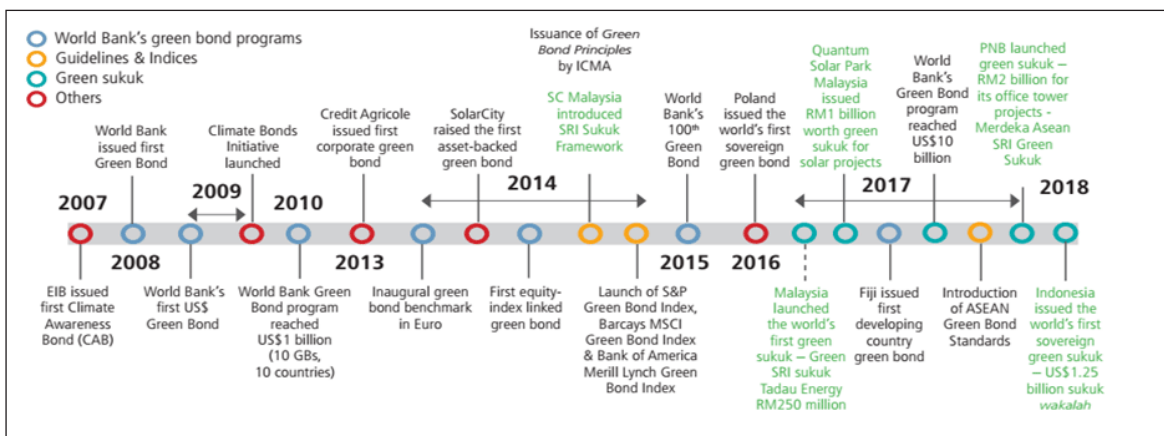 World Bank's green bond programs
Guidelines & Indices
Green sukuk
Others
World Bank
issued first
Green Bond
Climate Bonds
Initiative
launched
Credit Agricole
issued first
corporate green
bond
SolarCity
raised the first
asset-backed
green bond
Issuance of Green
Bond Principles
by ICMA
SC Malaysia
introduced
SRI Sukuk
Framework
World
Bank's
100th
Green
Bond
Poland
issued the
world's first
sovereign
green bond
Quantum
Solar Park
Malaysia
issued
RM1 billion
worth green
sukuk for
solar projects
World
Bank's
Green Bond
program
reached
US$10
billion
PNB launched
green sukuk –
RM2 billion for
its office tower
projects -
Merdeka Asean
SRI Green
Sukuk
2007
2009
2010
2014
2017
2018
2008
2013
2015
2016
EIB issued
first Climate
Awareness
Bond (CAB)
World Bank's
first US$
Green Bond
World Bank Green
Bond program
reached
US$1 billion
(10 GBs,
10 countries)
Inaugural green
bond benchmark
in Euro
First equity-
index linked
green bond
Launch of S&P
Green Bond Index,
Barcays MSCI
Green Bond Index
& Bank of America
Merill Lynch Green
Bond Index
Malaysia
launched
the world's
first green
sukuk – Green
SRI sukuk
Tadau Energy
RM250 million
Fiji issued
first
developing
country
green bond
Introduction
of ASEAN
Green Bond
Standards
Indonesia
issued the
world's first
sovereign
green sukuk
– US$1.25
billion sukuk
wakalah